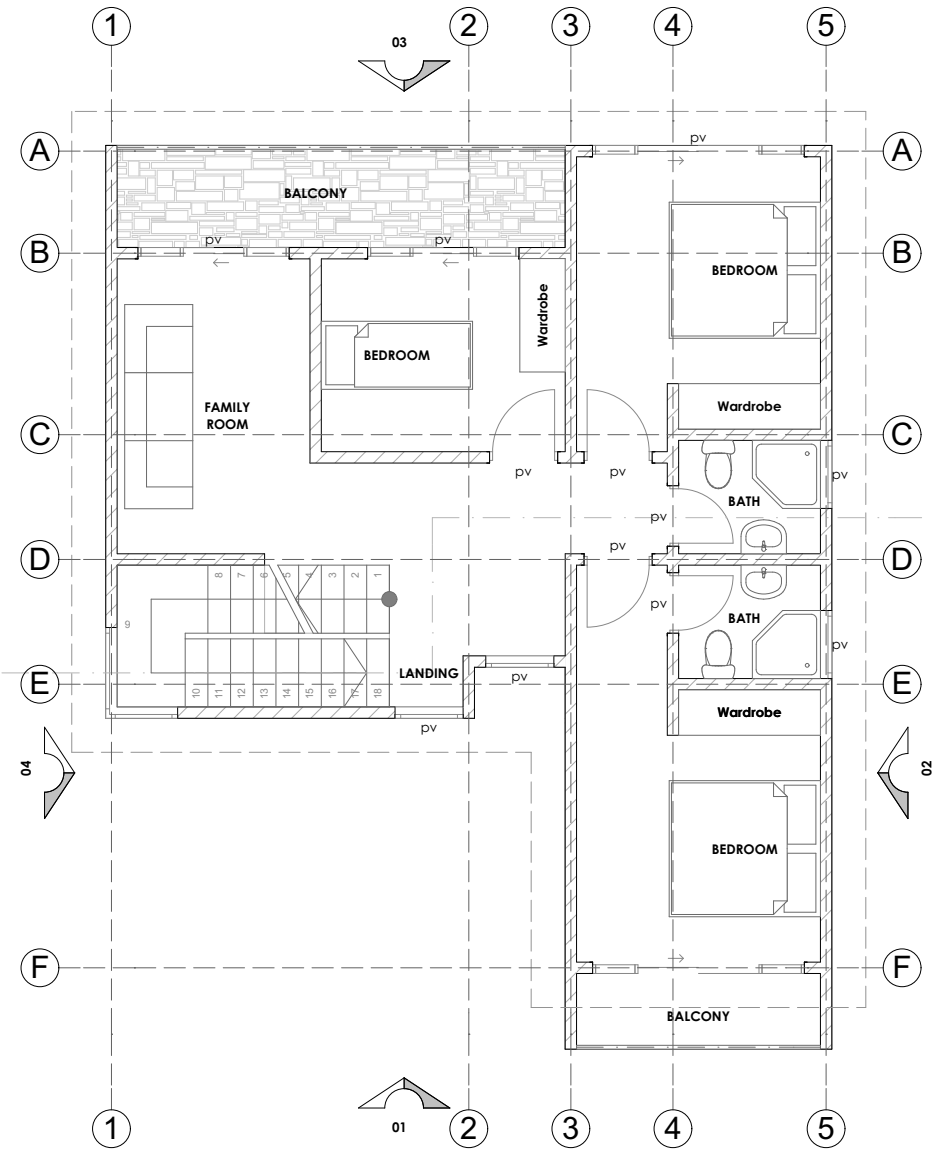 1
2
3
4
5
03
pv
A
A
BALCONY
pv
pv
B
B
BEDROOM
Wardrobe
BEDROOM
FAMILY
ROOM
Wardrobe
C
C
pv
pv
pv
BATH
pv
pv
D
D
8
7
6
5
4
3
2
1
pv
BATH
9
pv
LANDING
pv
E
E
10
11
12
13
14
15
16
17
18
Wardrobe
pv
04
02
BEDROOM
F
F
BALCONY
01
1
2
3
4
5